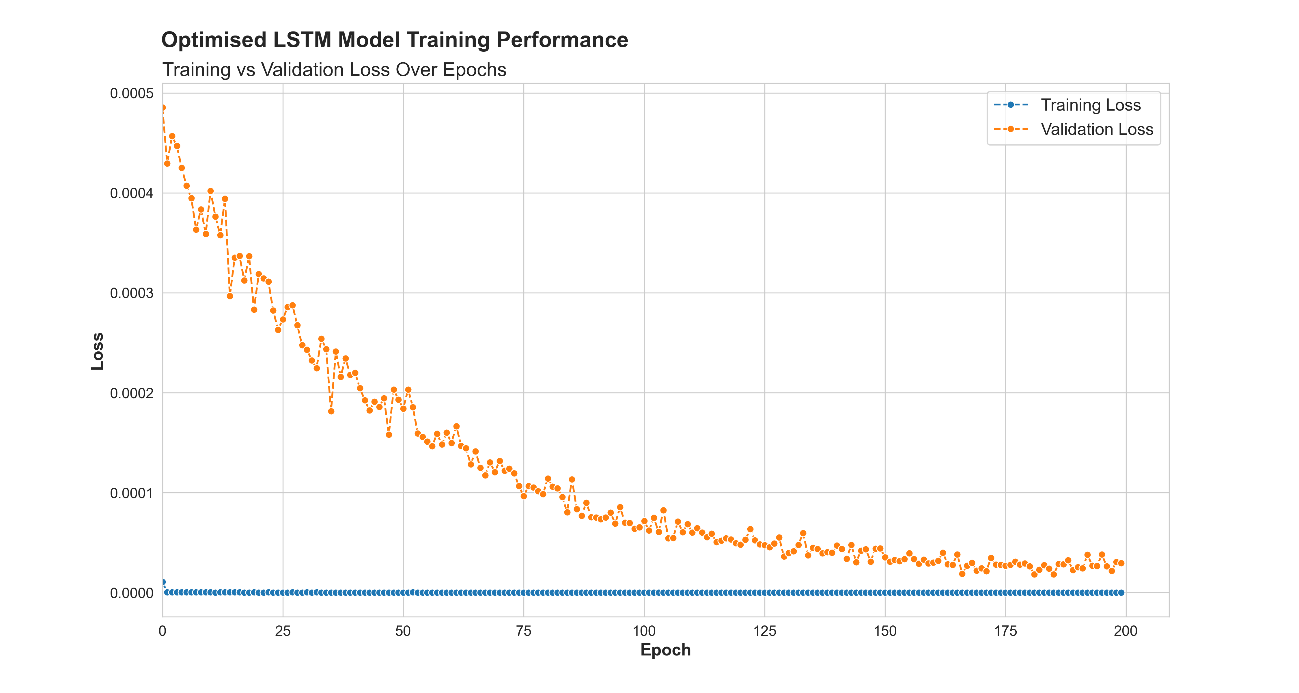 Optimised LSTM Model Training Performance
Training vs Validation Loss Over Epochs
0.0005
0.0004
0.0003
0.0002
0.0001
0.0000
Loss
Training Loss
Validation Loss
0 25 50 75 100 125 150 175 200
Epoch